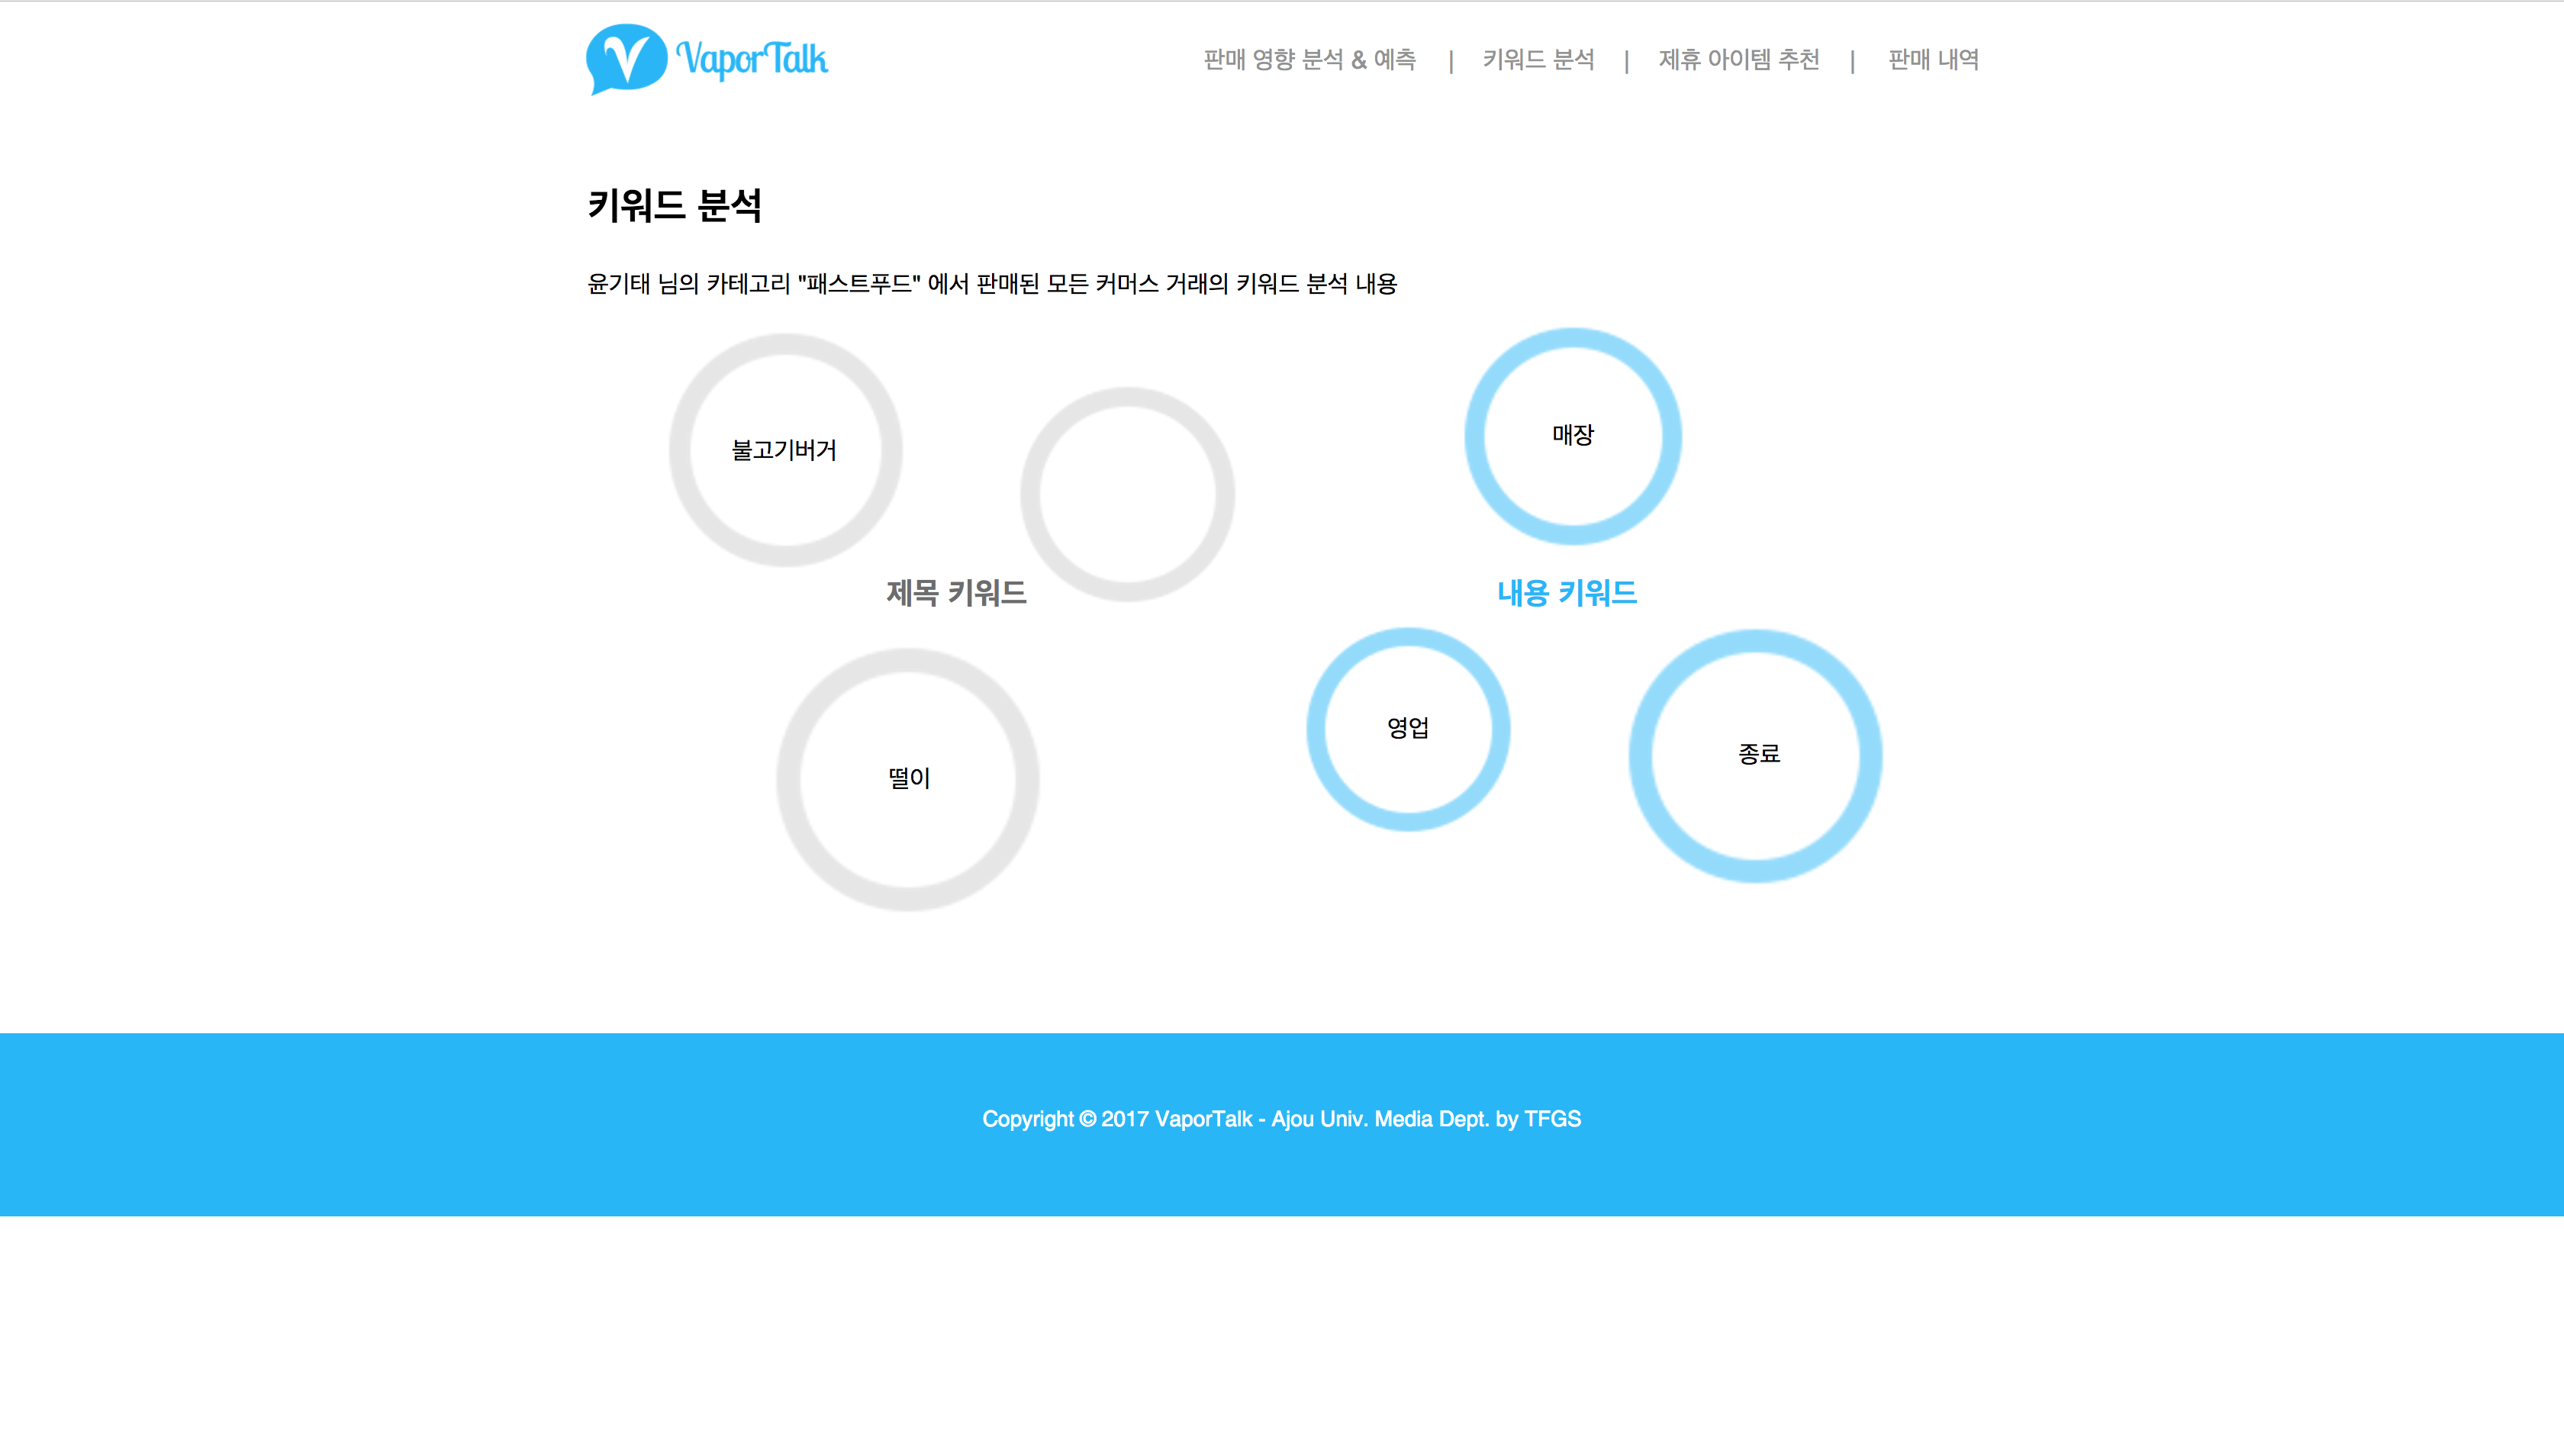 VaporTalk
판매 영향 분석 & 예측 | 키워드 분석 | 제휴 아이템 추천 | 판매 내역
키워드 분석
윤기태 님의 카테고리 "패스트푸드" 에서 판매된 모든 커머스 거래의 키워드 분석 내용
불고기버거
매장
제목 키워드
내용 키워드
떨이
영업
종료
Copyright © 2017 VaporTalk - Ajou Univ. Media Dept. by TFGS